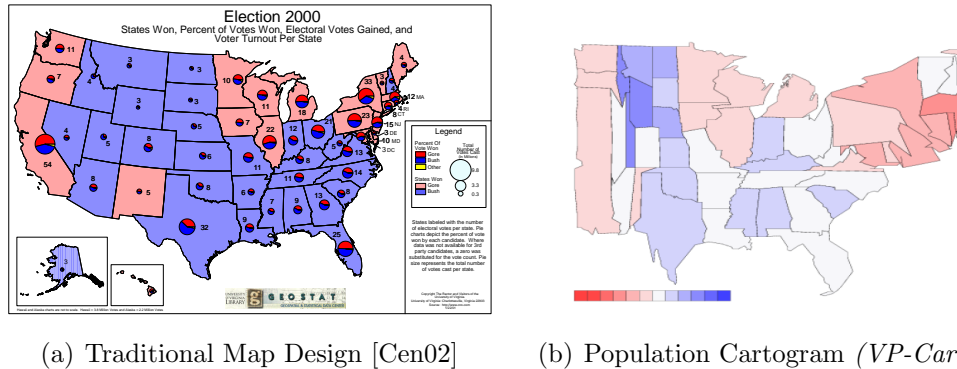 Election 2000
States Won, Percent of Votes Won, Electoral Votes Gained, and
Voter Turnout Per State
11
3
3
10
4
33
3
4
7
4
3
3
11
18
12 MA
4 RI
8 CT
23
15 NJ
3 DE
10 MD
3 DC
54
4
5
8
5
7
22
12
21
5
13
6
11
8
14
8
5
8
6
11
8
7
9
13
32
9
25
3
Legend
Percent Of
Vote Won
Gore
Bush
Other
Total
Number of
Votes Cast
(in Millions)
8.8
3.3
0.3
States Won
Gore
Bush
States labeled with the number
of electoral votes per state. Pie
charts depict the percent of vote
won by each candidate. Where
data was not available for 3rd
party candidates, a zero was
substituted for the vote count. Pie
size represents the total number
of votes cast per state.
LIBRARY
GEOSTAT
(a) Traditional Map Design [Cen02]
(b) Population Cartogram (VP-Car